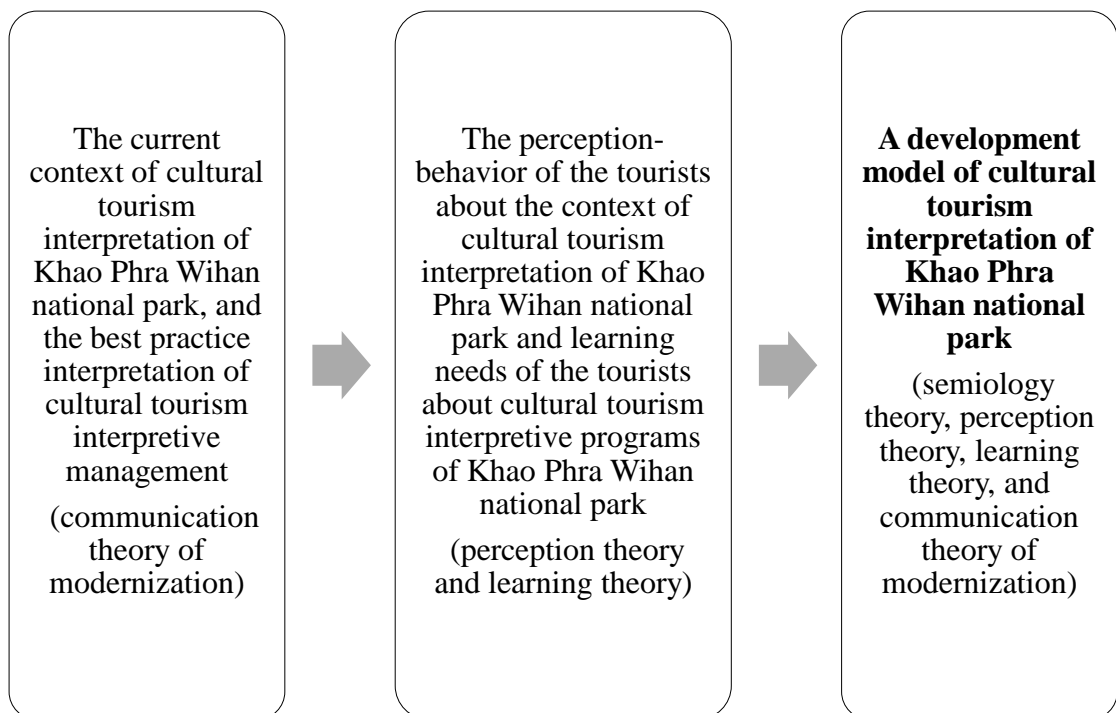 The current
context of cultural
tourism
interpretation of
Khao Phra Wihan
national park, and
the best practice
interpretation of
cultural tourism
interpretive
management
(communication
theory of
modernization)
The perception-
behavior of the tourists
about the context of
cultural tourism
interpretation of Khao
Phra Wihan national
park and learning
needs of the tourists
about cultural tourism
interpretive programs
of Khao Phra Wihan
national park
(perception theory
and learning theory)
A development
model of cultural
tourism
interpretation of
Khao Phra
Wihan national
park
(semiology
theory, perception
theory, learning
theory, and
communication
theory of
modernization)